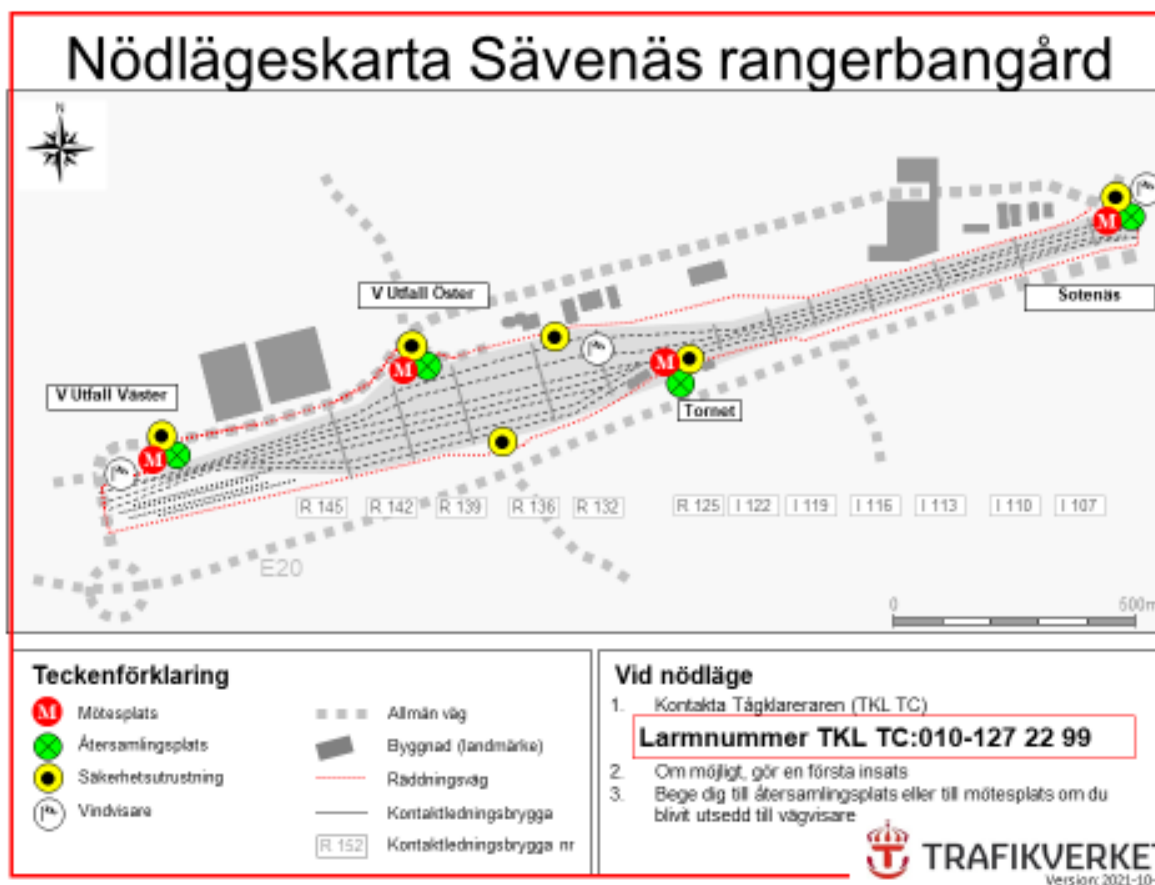 Nödlägeskarta Sävenäs rangerbangård
N
V Utfall Öster
Sotenäs
V Utfall Väster
Tornet
M
M
M
M
R 145
R 142
R 139
R 136
R 132
R 125
I 122
I 119
I 116
I 113
I 110
I 107
E20
0
500m
Teckenförklaring
M Mötesplats
Återsamlingsplats
Säkerhetsutrustning
Vindvisare
Allmän väg
Byggnad (landmärke)
Räddningsväg
Kontaktledningsbrygga
R 152 Kontaktledningsbrygga nr
Vid nödläge
1. Kontakta Tågklareraren (TKL TC)
Larmnummer TKL TC:010-127 22 99
2. Om möjligt, gör en första insats
3. Bege dig till återsamlingsplats eller till mötesplats om du
blivit utsedd till vägvisare
TRAFIKVERKET
Version: 2021-10-